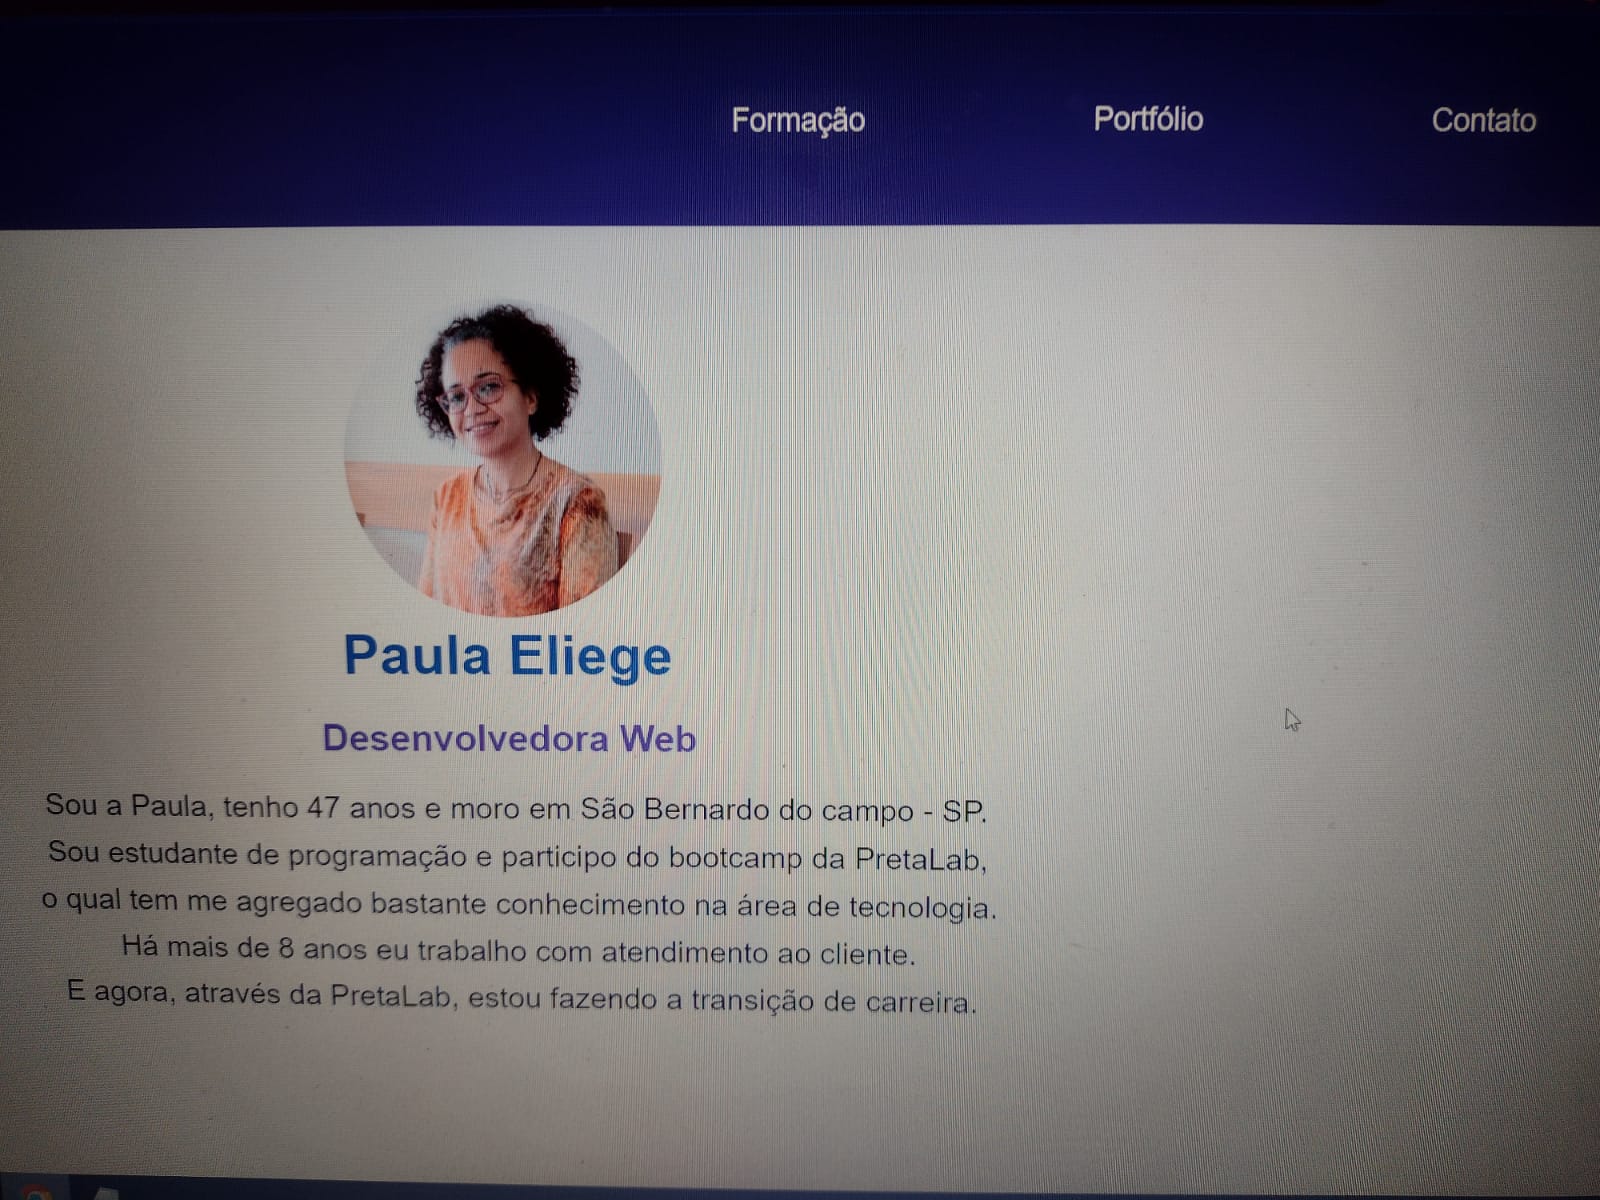 Formação Portfólio Contato
Paula Eliege
Desenvolvedora Web
Sou a Paula, tenho 47 anos e moro em São Bernardo do campo - SP.
Sou estudante de programação e participo do bootcamp da PretaLab,
o qual tem me agregado bastante conhecimento na área de tecnologia.
Há mais de 8 anos eu trabalho com atendimento ao cliente.
E agora, através da PretaLab, estou fazendo a transição de carreira.